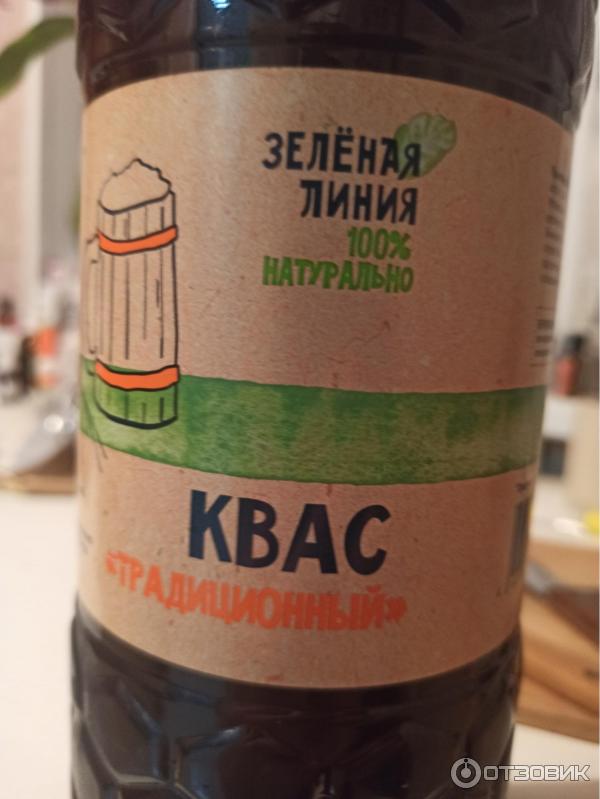 ЗЕЛЁНАЯ
ЛИНИЯ
100%
НАТУРАЛЬНО
КВАС
«ТРАДИЦИОННЫЙ»
ОТЗОВИК